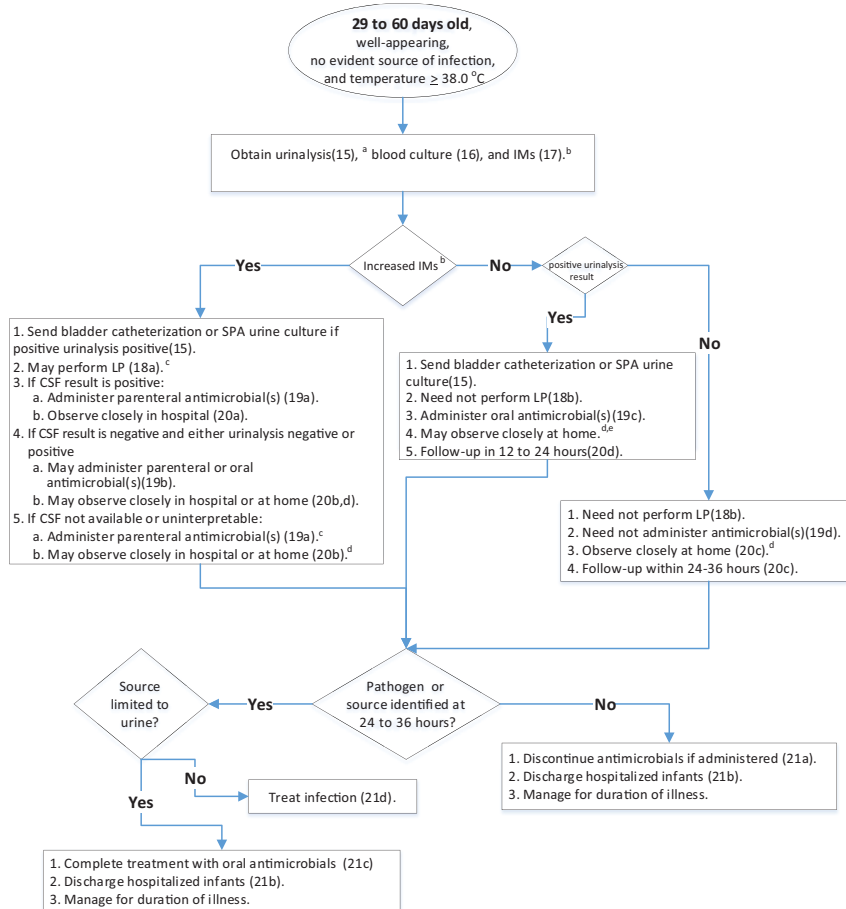 29 to 60 days old,
well-appearing,
no evident source of infection,
and temperature ≥ 38.0 °C
Obtain urinalysis(15), a blood culture (16), and IMs (17).b
Increased IMs b
Yes
No
positive urinalysis
result
Yes
No
1. Send bladder catheterization or SPA urine culture if
positive urinalysis positive(15).
2. May perform LP (18a). c
3. If CSF result is positive:
a. Administer parenteral antimicrobial(s) (19a).
b. Observe closely in hospital (20a).
4. If CSF result is negative and either urinalysis negative or
positive
a. May administer parenteral or oral
antimicrobial(s)(19b).
b. May observe closely in hospital or at home (20b,d).
5. If CSF not available or uninterpretable:
a. Administer parenteral antimicrobial(s) (19a).c
b. May observe closely in hospital or at home (20b).d
1. Send bladder catheterization or SPA urine
culture(15).
2. Need not perform LP(18b).
3. Administer oral antimicrobial(s)(19c).
4. May observe closely at home.d,e
5. Follow-up in 12 to 24 hours(20d).
1. Need not perform LP(18b).
2. Need not administer antimicrobial(s)(19d).
3. Observe closely at home (20c).d
4. Follow-up within 24-36 hours (20c).
Pathogen or
source identified at
24 to 36 hours?
Yes
No
Source
limited to
urine?
1. Discontinue antimicrobials if administered (21a).
2. Discharge hospitalized infants (21b).
3. Manage for duration of illness.
No
Treat infection (21d).
Yes
1. Complete treatment with oral antimicrobials (21c)
2. Discharge hospitalized infants (21b).
3. Manage for duration of illness.